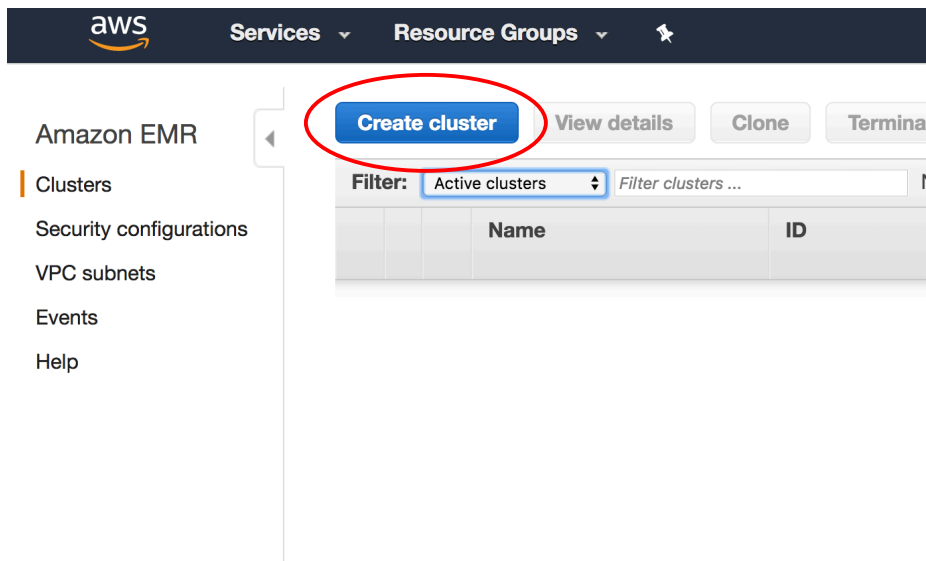 aws
Services
Resource Groups
Amazon EMR
Clusters
Security configurations
VPC subnets
Events
Help
Create cluster
View details
Clone
Termina
Filter:
Active clusters
Filter clusters ...
Name
ID